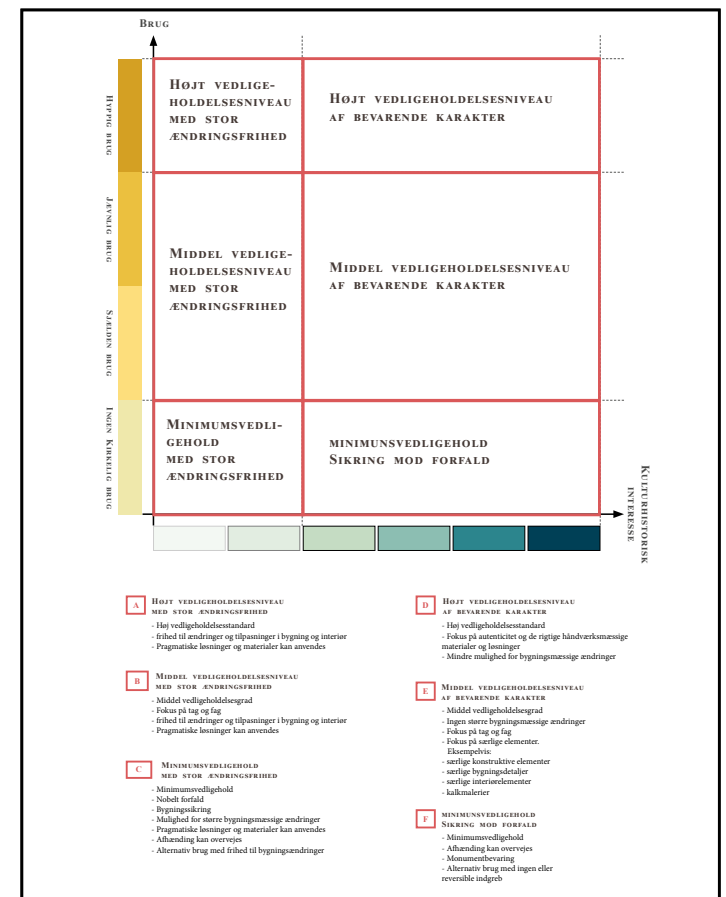 Brug
Hyppig brug
Jævnlig brug
Sjælden brug
Ingen Kirkelig brug
Højt vedlige-
holdelsesniveau
med stor
ændringsfrihed
Højt vedligeholdelsesniveau
af bevarende karakter
Middel vedlige-
holdelsesniveau
med stor
ændringsfrihed
Middel vedligeholdelsesniveau
af bevarende karakter
Minimumsvedli-
gehold
med stor
ændringsfrihed
minimunsvedligehold
Sikring mod forfald
Kulturhistorisk
interesse
A
Højt vedligeholdelsesniveau
med stor ændringsfrihed
- Høj vedligeholdelsesstandard
- frihed til ændringer og tilpasninger i bygning og interiør
- Pragmatiske løsninger og materialer kan anvendes
B
Middel vedligeholdelsesniveau
med stor ændringsfrihed
- Middel vedligeholdelsesgrad
- Fokus på tag og fag
- frihed til ændringer og tilpasninger i bygning og interiør
- Pragmatiske løsninger kan anvendes
C
Minimumsvedligehold
med stor ændringsfrihed
- Minimumsvedligehold
- Nobelt forfald
- Bygningssikring
- Mulighed for større bygningsmæssige ændringer
- Pragmatiske løsninger og materialer kan anvendes
- Afhænding kan overvejes
- Alternativ brug med frihed til bygningsændringer
D
Højt vedligeholdelsesniveau
af bevarende karakter
- Høj vedligeholdelsesstandard
- Fokus på autenticitet og de rigtige håndværksmæssige
materialer og løsninger
- Mindre mulighed for bygningsmæssige ændringer
E
Middel vedligeholdelsesniveau
af bevarende karakter
- Middel vedligeholdelsesgrad
- Ingen større bygningsmæssige ændringer
- Fokus på tag og fag
- Fokus på særlige elementer.
Eksempelvis:
- særlige konstruktive elementer
- særlige bygningsdetaljer
- særlige interiørelementer
- kalkmalerier
F
minimunsvedligehold
Sikring mod forfald
- Minimumsvedligehold
- Afhænding kan overvejes
- Monumentbevaring
- Alternativ brug med ingen eller
reversible indgreb